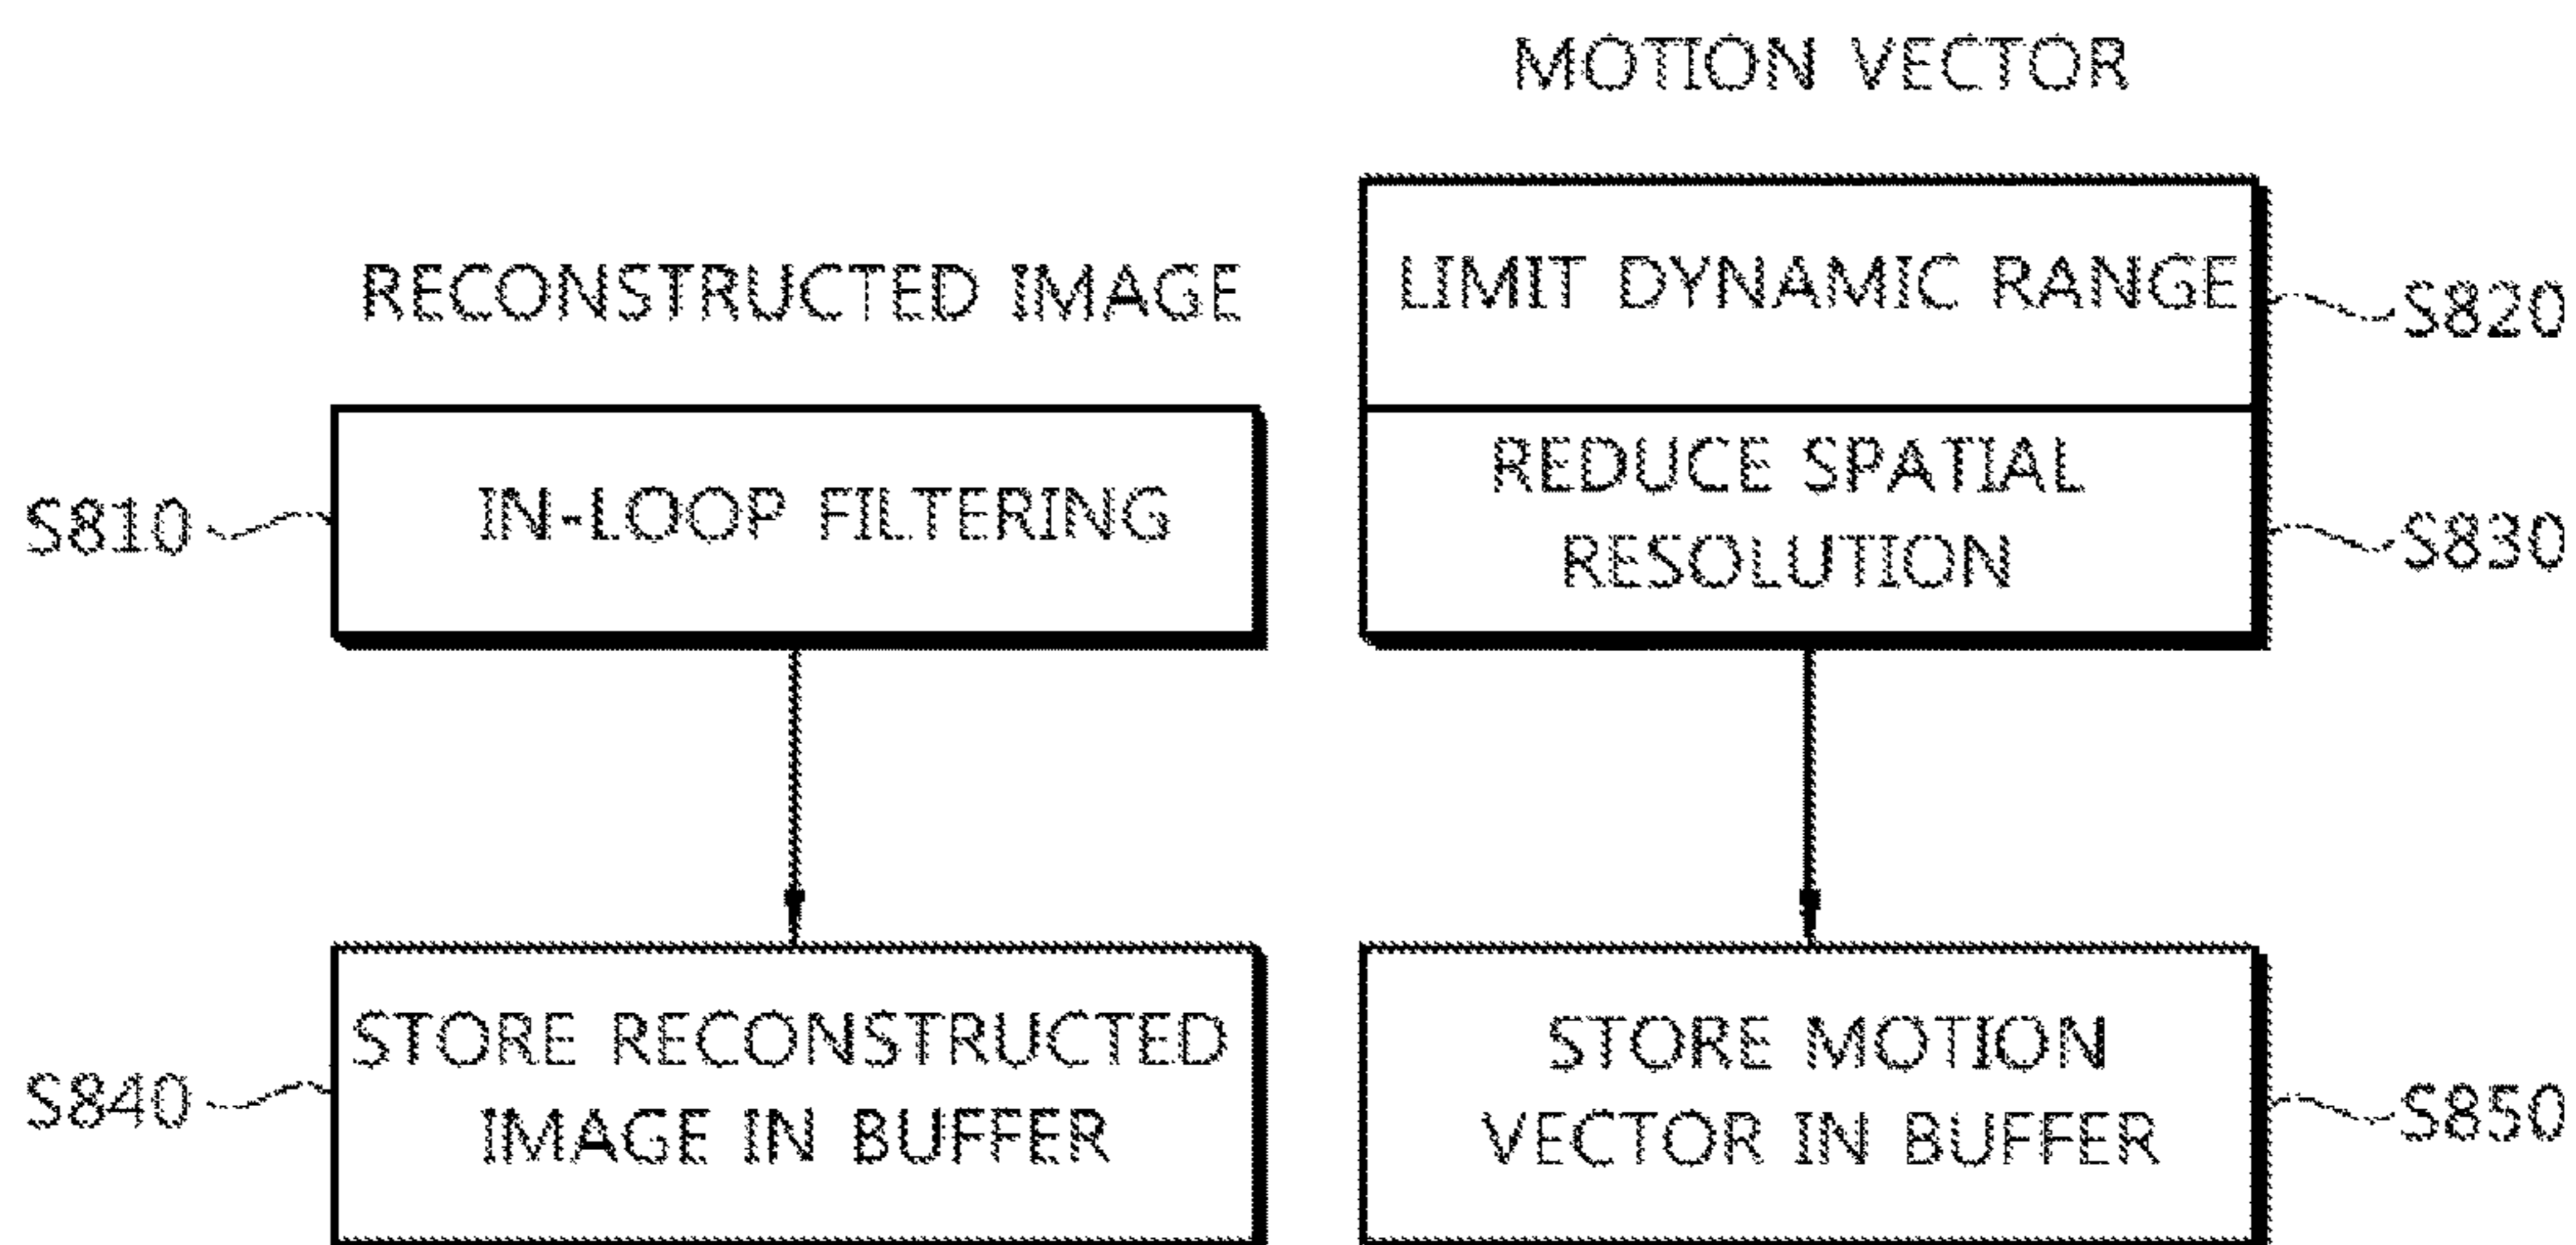 MOTION VECTOR
RECONSTRUCTED IMAGE
LIMIT DYNAMIC RANGE
S820
S810
IN-LOOP FILTERING
REDUCE SPATIAL
RESOLUTION
S830
S840
STORE RECONSTRUCTED
IMAGE IN BUFFER
STORE MOTION
VECTOR IN BUFFER
S850